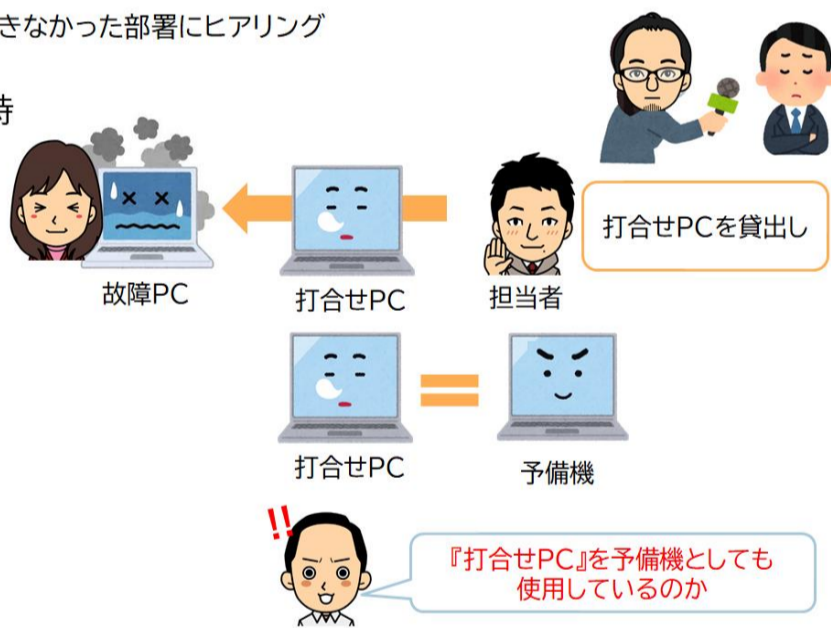 きなかった部署にヒアリング
時
打合せPCを貸出し
故障PC
打合せPC
担当者
打合せPC
予備機
!!
『打合せPC』を予備機としても
使用しているのか